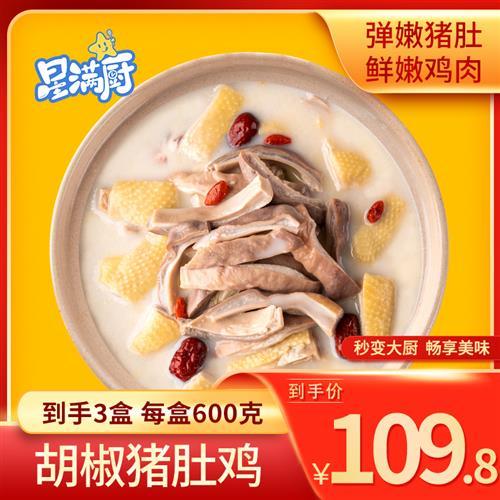 星满厨
弹嫩猪肚
鲜嫩鸡肉
秒变大厨 畅享美味
到手3盒 每盒600克
到手价
胡椒猪肚鸡
¥109.8